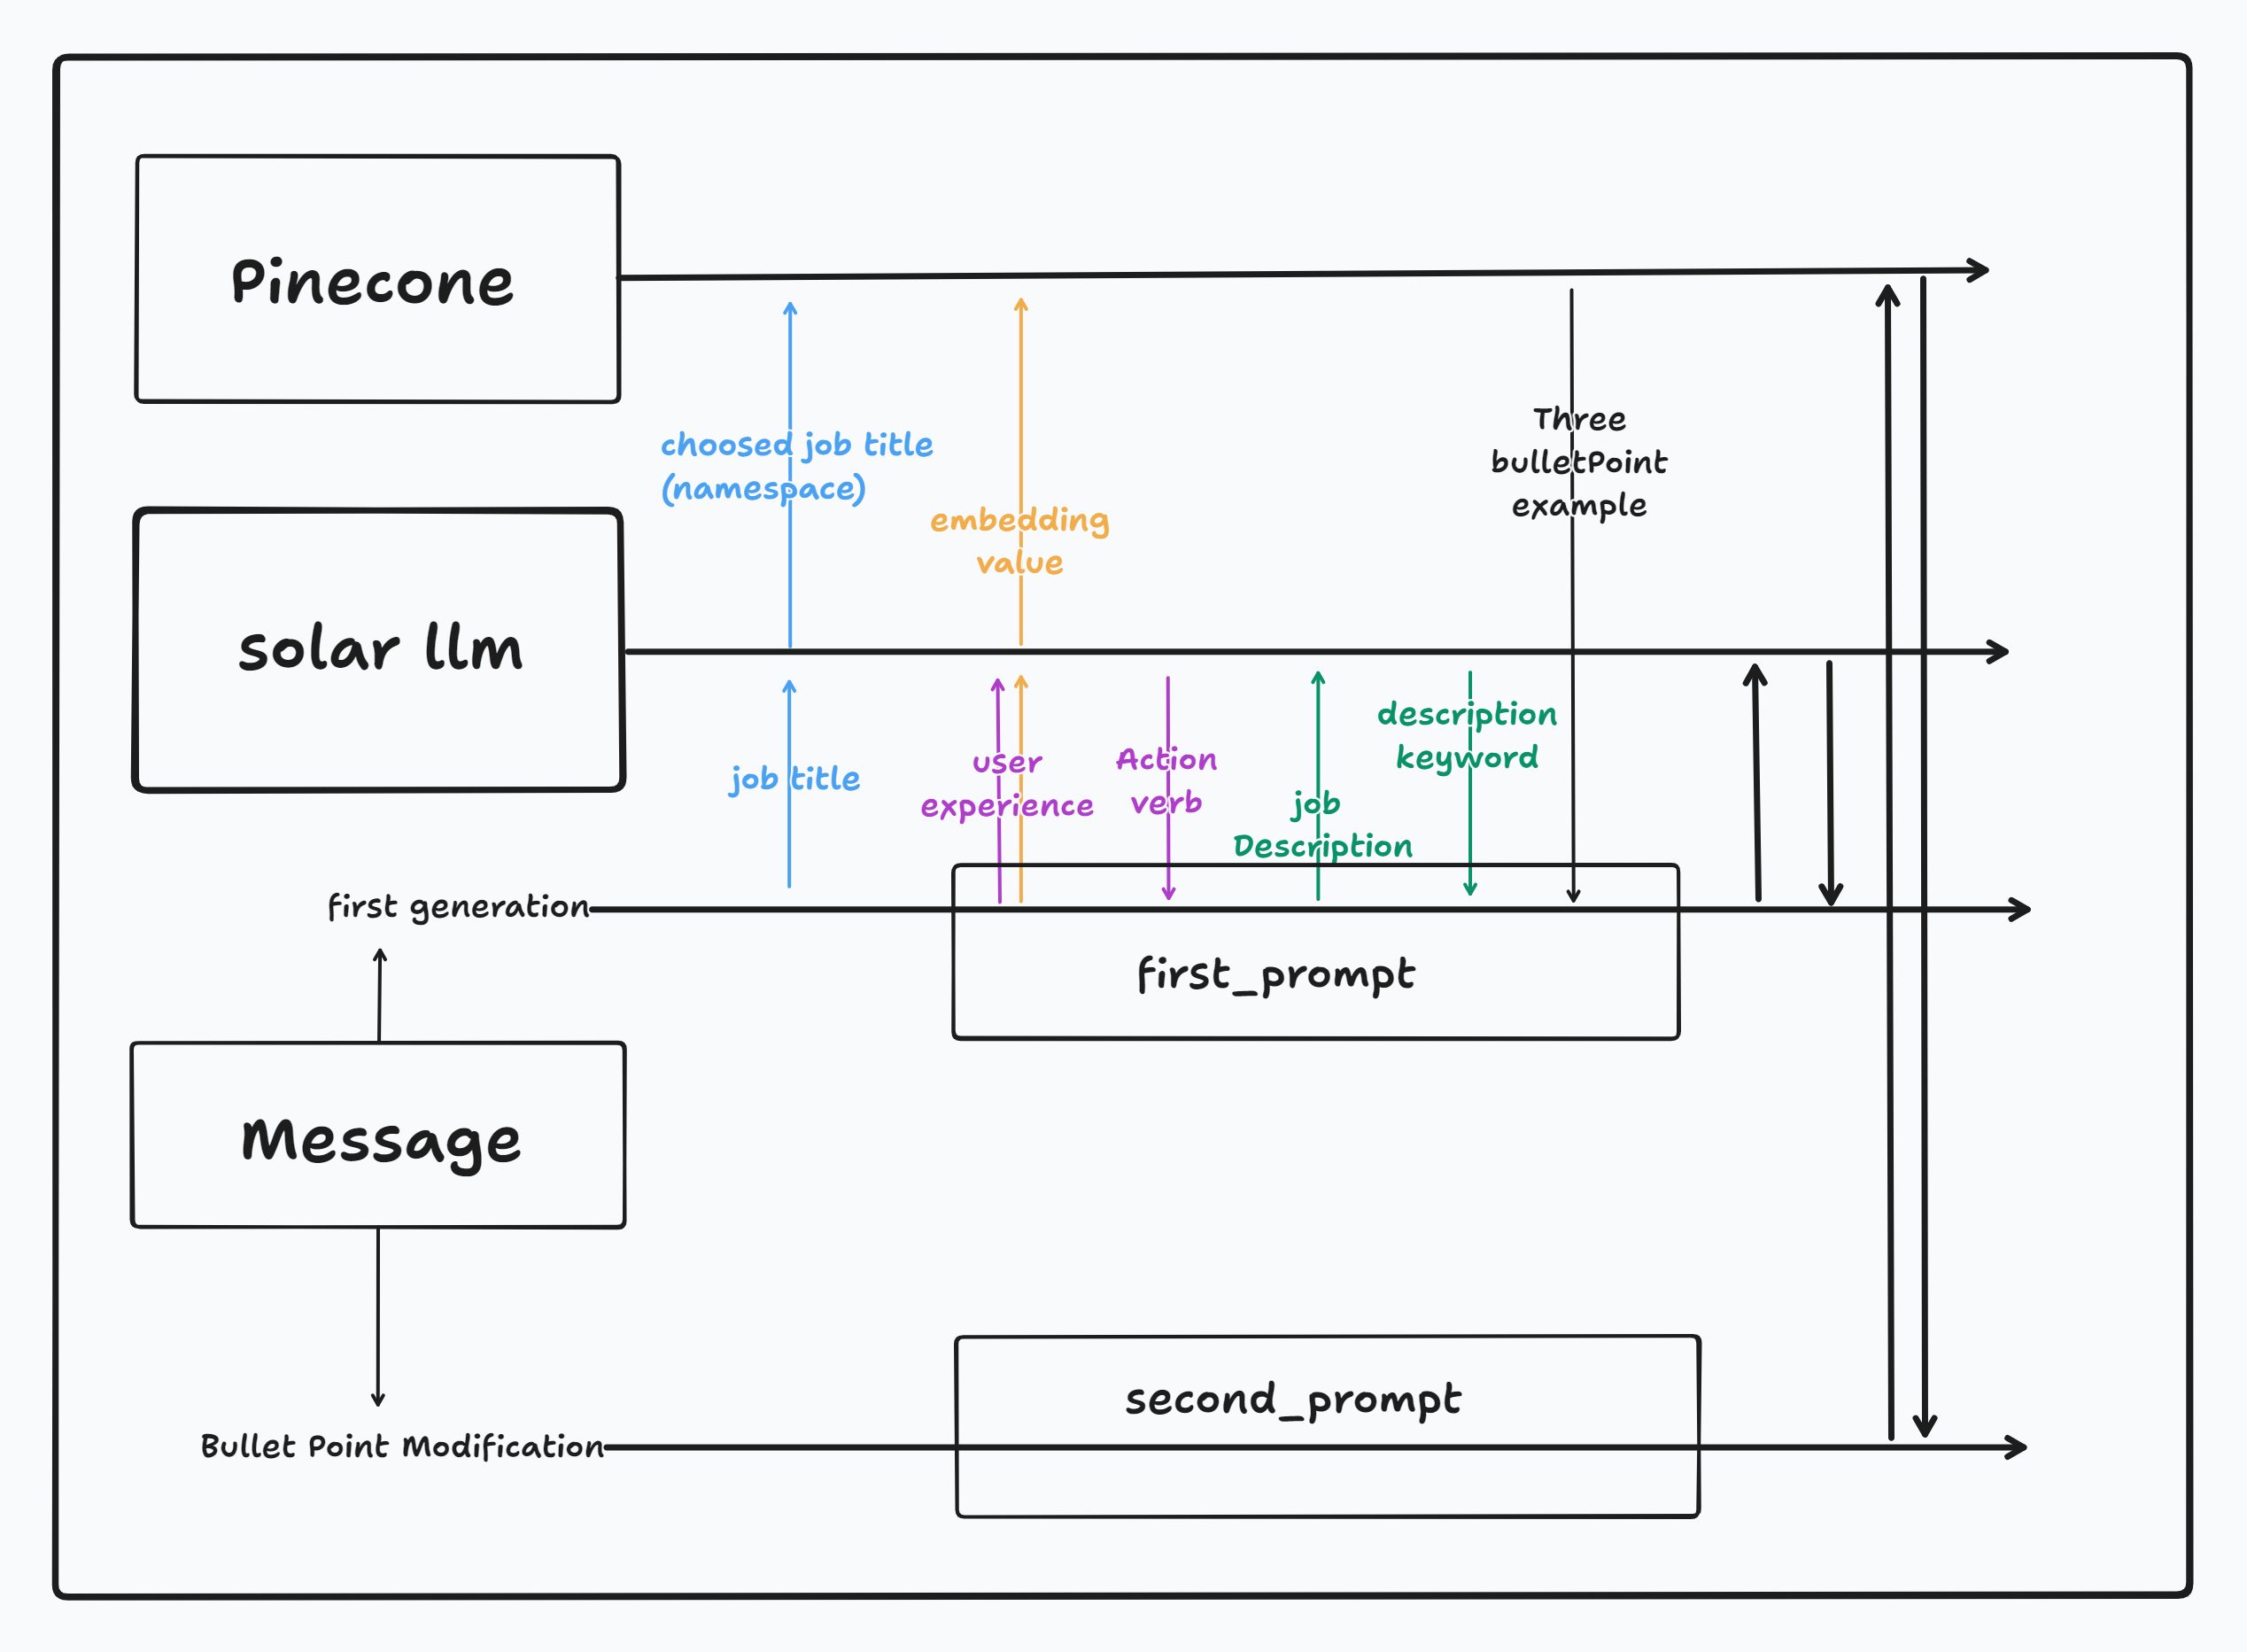 Pinecone
choosed job title
(namespace)
embedding
value
Three
bulletPoint
example
solar llm
job title
user
experience
Action
verb
job
Description
description
keyword
first generation
first_prompt
Message
second_prompt
Bullet Point Modification